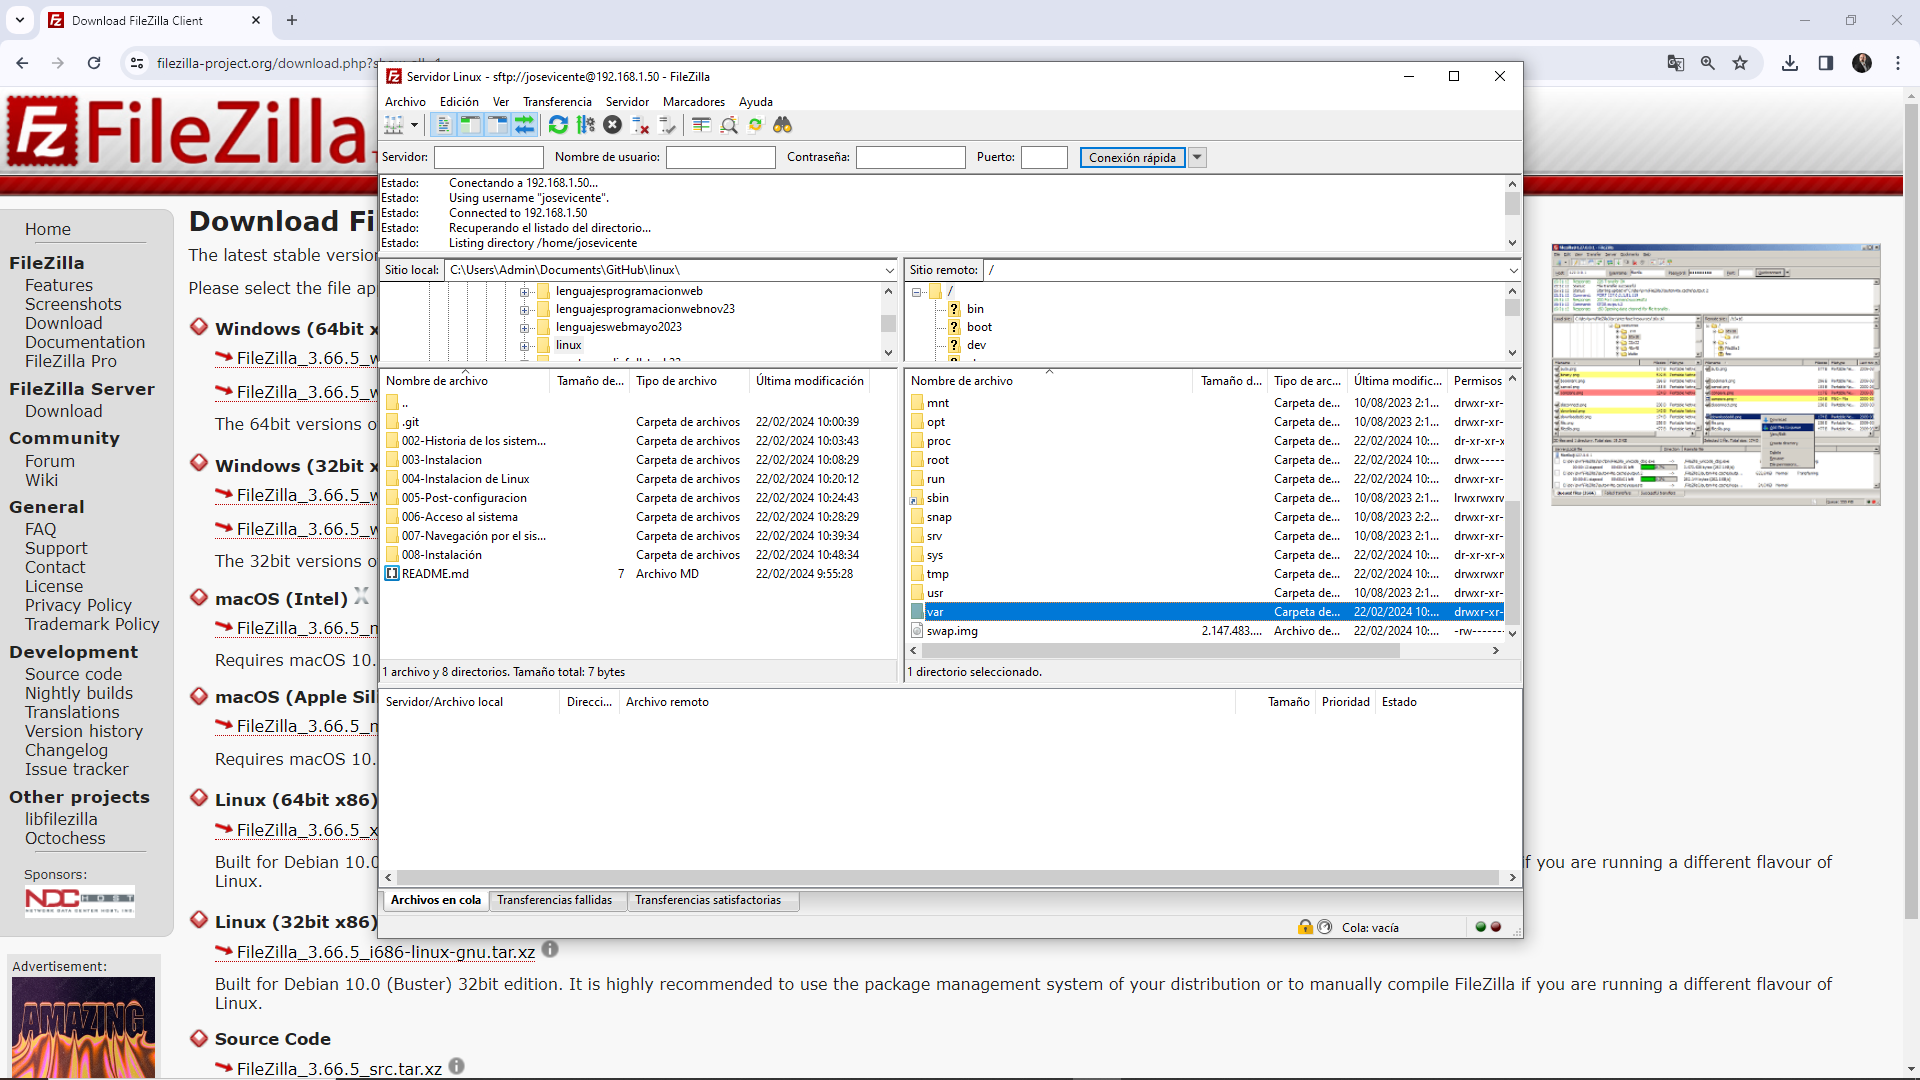 Download FileZilla Client
filezilla-project.org/download.php?show_all=1
FileZilla
Home
FileZilla
Features
Screenshots
Download
Documentation
FileZilla Pro
FileZilla Server
Download
Community
Forum
Wiki
General
FAQ
Support
Contact
License
Privacy Policy
Trademark Policy
Development
Source code
Nightly builds
Translations
Version history
Changelog
Issue tracker
Other projects
libfilezilla
Octochess
Sponsors:
NDC HOST
NETWORK DATA CENTER HOST, INC.
Advertisement:
AMAZING
Download Fi
The latest stable versio
Please select the file ap
Windows (64bit x
FileZilla_3.66.5_w
FileZilla_3.66.5_w
The 64bit versions o
Windows (32bit x
FileZilla_3.66.5_w
FileZilla_3.66.5_w
The 32bit versions o
macOS (Intel)
FileZilla_3.66.5_m
Requires macOS 10.
macOS (Apple Sil
FileZilla_3.66.5_m
Requires macOS 10.
Linux (64bit x86)
FileZilla_3.66.5_x
Built for Debian 10.0
if you are running a different flavour of
Linux.
Linux (32bit x86)
FileZilla_3.66.5_i686-linux-gnu.tar.xz
Built for Debian 10.0 (Buster) 32bit edition. It is highly recommended to use the package management system of your distribution or to manually compile FileZilla if you are running a different flavour of
Linux.
Source Code
FileZilla_3.66.5_src.tar.xz
Servidor Linux - sftp://josevicente@192.168.1.50 - FileZilla
Archivo Edición Ver Transferencia Servidor Marcadores Ayuda
Servidor: Nombre de usuario: Contraseña: Puerto: Conexión rápida
Estado: Conectando a 192.168.1.50...
Estado: Using username "josevicente".
Estado: Connected to 192.168.1.50
Estado: Recuperando el listado del directorio...
Estado: Listing directory /home/josevicente
Sitio local: C:\Users\Admin\Documents\GitHub\linux\
lenguajesprogramacionweb
lenguajesprogramacionwebnov23
lenguajeswebmayo2023
linux
Sitio remoto: /
/
bin
boot
dev
Nombre de archivo Tamaño de... Tipo de archivo Última modificación
..
.git Carpeta de archivos 22/02/2024 10:00:39
002-Historia de los sistem... Carpeta de archivos 22/02/2024 10:03:43
003-Instalacion Carpeta de archivos 22/02/2024 10:08:29
004-Instalacion de Linux Carpeta de archivos 22/02/2024 10:20:12
005-Post-configuracion Carpeta de archivos 22/02/2024 10:24:43
006-Acceso al sistema Carpeta de archivos 22/02/2024 10:28:29
007-Navegación por el sis... Carpeta de archivos 22/02/2024 10:39:34
008-Instalación Carpeta de archivos 22/02/2024 10:48:34
README.md 7 Archivo MD 22/02/2024 9:55:28
1 archivo y 8 directorios. Tamaño total: 7 bytes
Nombre de archivo Tamaño d... Tipo de arc... Última modific... Permisos
mnt Carpeta de... 10/08/2023 2:1... drwxr-xr-
opt Carpeta de... 10/08/2023 2:1... drwxr-xr-
proc Carpeta de... 22/02/2024 10:... dr-xr-xr-x
root Carpeta de... 22/02/2024 10:... drwx-----
run Carpeta de... 22/02/2024 10:... drwxr-xr-
sbin Carpeta de... 10/08/2023 2:1... lrwxrwxrw
snap Carpeta de... 10/08/2023 2:2... drwxr-xr-
srv Carpeta de... 10/08/2023 2:1... drwxr-xr-
sys Carpeta de... 22/02/2024 10:... dr-xr-xr-x
tmp Carpeta de... 22/02/2024 10:... drwxrwxr
usr Carpeta de... 10/08/2023 2:1... drwxr-xr-
var Carpeta de... 22/02/2024 10:... drwxr-xr-
swap.img 2.147.483.... Archivo de... 22/02/2024 10:... -rw-------
1 directorio seleccionado.
Servidor/Archivo local Direcci... Archivo remoto Tamaño Prioridad Estado
Archivos en cola Transferencias fallidas Transferencias satisfactorias
Cola: vacía